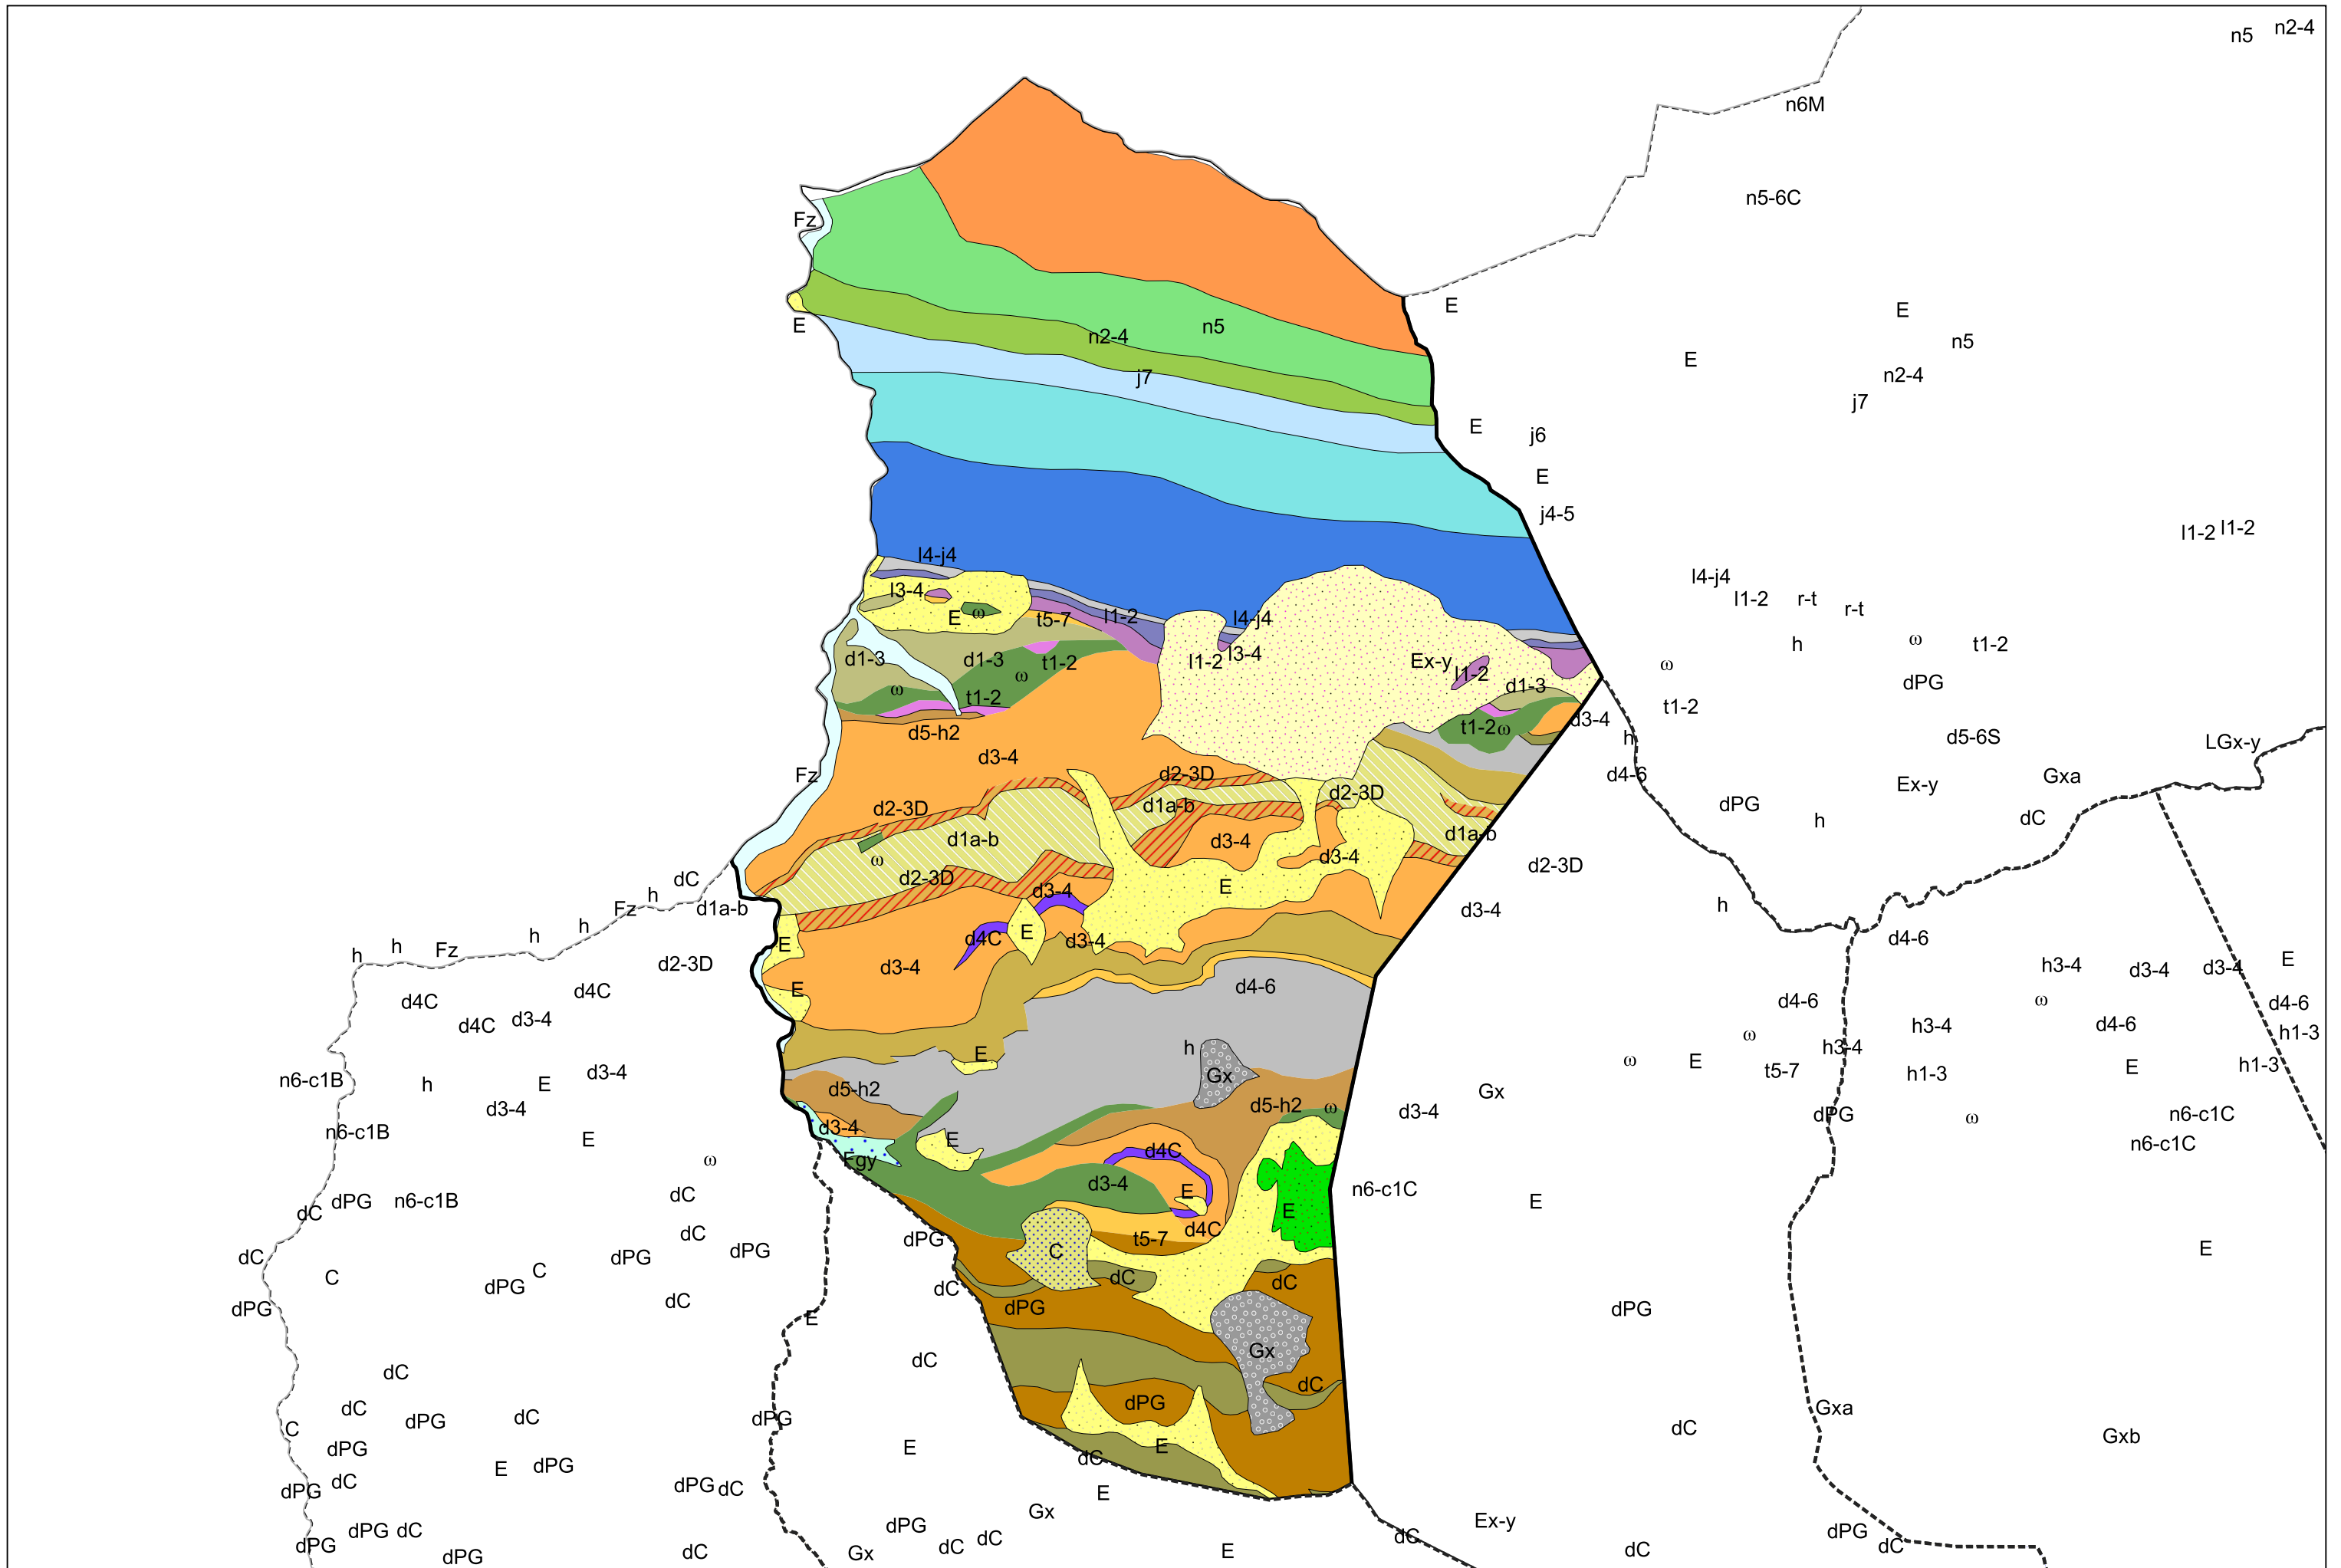 n5 n2-4
n6M
n5-6C
Fz
E E
E n5
n2-4 n5 E n2-4
j7 j7
E j6
E
j4-5
l1-2 l1-2
l4-j4 l4-j4
l3-4 l1-2 r-t r-t
E ω t5-7 l1-2 l4-j4
h ω t1-2
d1-3 d1-3 t1-2 l1-2 l3-4 Ex-y l1-2 ω
ω ω d1-3 dPG
t1-2 t1-2
d5-h2 t1-2 ω d3-4 h d5-6S LGx-y
d3-4
Fz d2-3D d4-6 Gxa
d2-3D d1a-b d2-3D dPG Ex-y
d1a-b d3-4 d1a-b h dC
ω d3-4 d2-3D
dC d2-3D d3-4 E
h Fz d1a-b d3-4 h
h h Fz h E d4C E d3-4 d4-6
h d2-3D d3-4 h3-4 d3-4 d3-4 E
d4C d4C E d4-6 d4-6 ω d4-6
d4C d3-4 ω h3-4 d4-6 h1-3
E h h3-4
n6-c1B h E d3-4 d5-h2 Gx Gx ω E t5-7 h1-3 E h1-3
d3-4 d5-h2 ω d3-4 dPG ω n6-c1C
n6-c1B E d3-4 E n6-c1C
ω Fgy d4C
dPG n6-c1B dC d3-4 E n6-c1C E
dC E
dC dPG dPG dC dPG C t5-7 d4C E
C dPG C dC dC dC
dPG dC E dPG dPG
dC dC Gx
dC dPG dC dPG dPG dC Gxa
C dPG E dC E dC Gxb
dPG dC E dPG dPG dC E
dPG dPG dC Gx Ex-y
dPG dPG dC dPG dC dC dC dPG
dPG dC Gx E dC dC